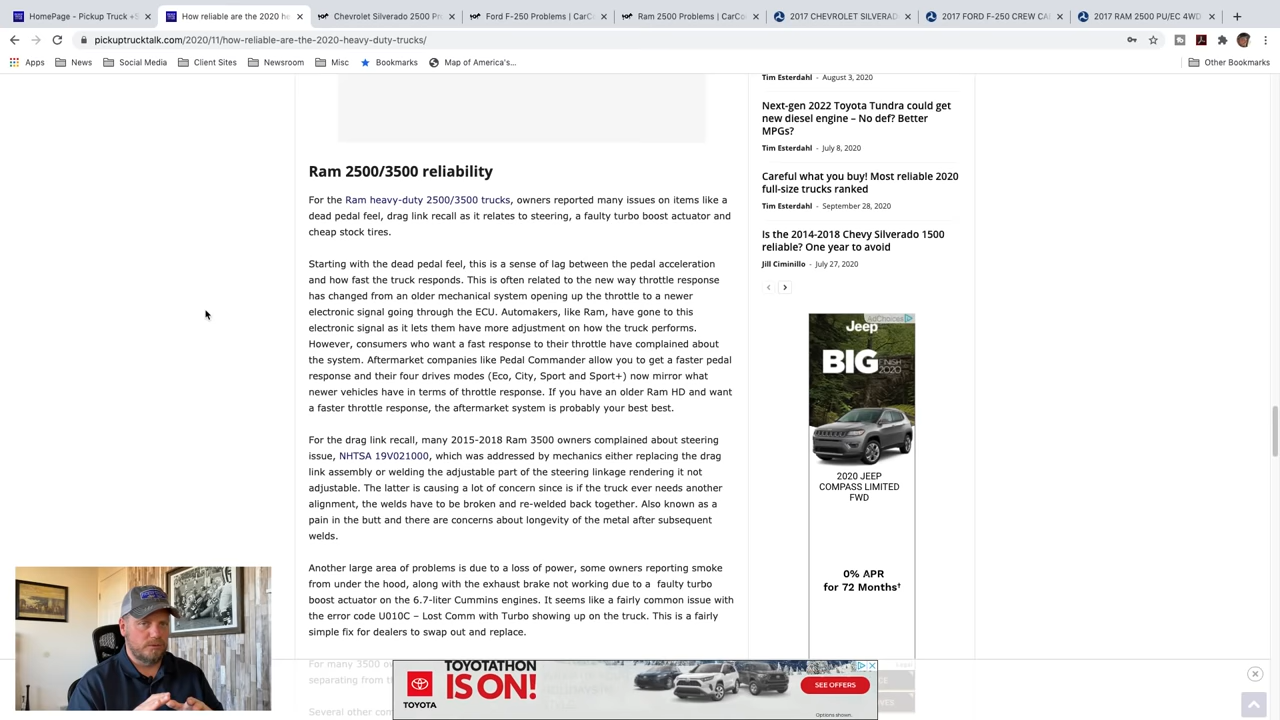 HomePage - Pickup Truck +S
How reliable are the 2020 he
Chevrolet Silverado 2500 Pr
Ford F-250 Problems | CarCo
Ram 2500 Problems | CarCo
2017 CHEVROLET SILVERAD
2017 FORD F-250 CREW CA
2017 RAM 2500 PU/EC 4WD
pickuptrucktalk.com/2020/11/how-reliable-are-the-2020-heavy-duty-trucks/
Apps
News
Social Media
Client Sites
Newsroom
Misc
Bookmarks
Map of America's...
Other Bookmarks
Ram 2500/3500 reliability
For the Ram heavy-duty 2500/3500 trucks, owners reported many issues on items like a
dead pedal feel, drag link recall as it relates to steering, a faulty turbo boost actuator and
cheap stock tires.
Starting with the dead pedal feel, this is a sense of lag between the pedal acceleration
and how fast the truck responds. This is often related to the new way throttle response
has changed from an older mechanical system opening up the throttle to a newer
electronic signal going through the ECU. Automakers, like Ram, have gone to this
electronic signal as it lets them have more adjustment on how the truck performs.
However, consumers who want a fast response to their throttle have complained about
the system. Aftermarket companies like Pedal Commander allow you to get a faster pedal
response and their four drives modes (Eco, City, Sport and Sport+) now mirror what
newer vehicles have in terms of throttle response. If you have an older Ram HD and want
a faster throttle response, the aftermarket system is probably your best best.
For the drag link recall, many 2015-2018 Ram 3500 owners complained about steering
issue, NHTSA 19V021000, which was addressed by mechanics either replacing the drag
link assembly or welding the adjustable part of the steering linkage rendering it not
adjustable. The latter is causing a lot of concern since is if the truck ever needs another
alignment, the welds have to be broken and re-welded back together. Also known as a
pain in the butt and there are concerns about longevity of the metal after subsequent
welds.
Another large area of problems is due to a loss of power, some owners reporting smoke
from under the hood, along with the exhaust brake not working due to a faulty turbo
boost actuator on the 6.7-liter Cummins engines. It seems like a fairly common issue with
the error code U010C – Lost Comm with Turbo showing up on the truck. This is a fairly
simple fix for dealers to swap out and replace.
For many 3500 ow
separating from th
Several other com
Tim Esterdahl - August 3, 2020
Next-gen 2022 Toyota Tundra could get
new diesel engine – No def? Better
MPGs?
Tim Esterdahl - July 8, 2020
Careful what you buy! Most reliable 2020
full-size trucks ranked
Tim Esterdahl - September 28, 2020
Is the 2014-2018 Chevy Silverado 1500
reliable? One year to avoid
Jill Ciminillo - July 27, 2020
AdChoices
Jeep
BIG
FINISH
2020
2020 JEEP
COMPASS LIMITED
FWD
0% APR
for 72 Months†
TOYOTA
TOYOTATHON
IS ON!
SEE OFFERS
Options shown.